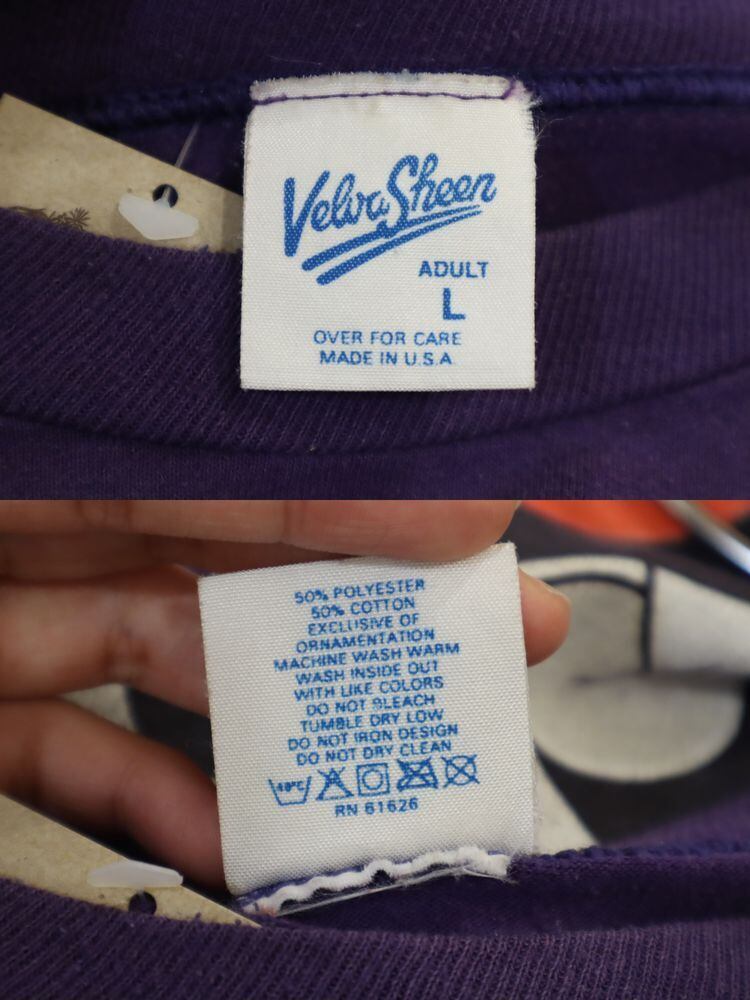 Velva Sheen
ADULT
L
OVER FOR CARE
MADE IN U.S.A.
50% POLYESTER
50% COTTON
EXCLUSIVE OF
ORNAMENTATION
MACHINE WASH WARM
WASH INSIDE OUT
WITH LIKE COLORS
DO NOT BLEACH
TUMBLE DRY LOW
DO NOT IRON DESIGN
DO NOT DRY CLEAN
40°C
RN 61626